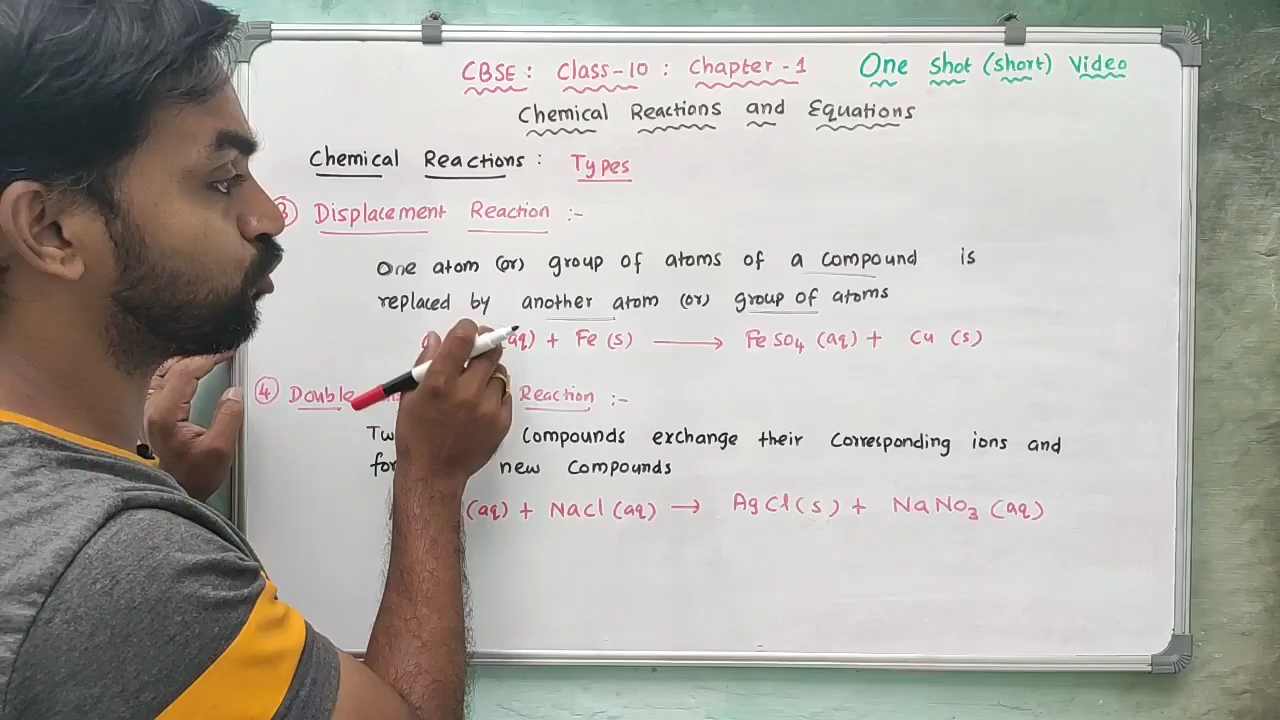 CBSE : Class-10 : Chapter-1 One Shot (short) Video
Chemical Reactions and Equations
Chemical Reactions : Types
③ Displacement Reaction :-
One atom (or) group of atoms of a compound is
replaced by another atom (or) group of atoms
(aq) + Fe (s) → FeSO₄ (aq) + Cu (s)
④ Double Reaction :-
compounds exchange their corresponding ions and
new compounds
(aq) + NaCl (aq) → AgCl (s) + NaNO₃ (aq)